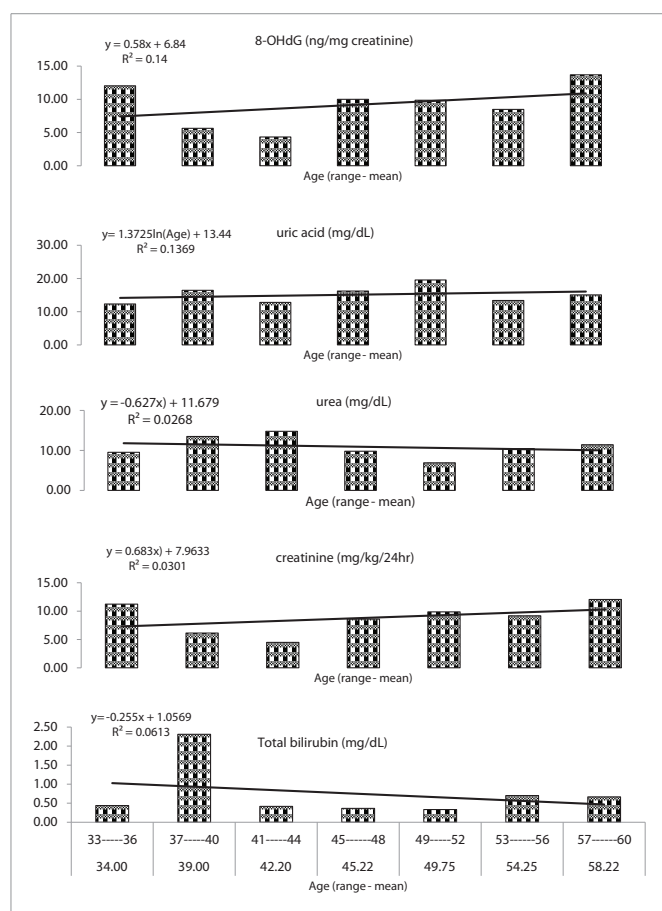 8-OHdG (ng/mg creatinine)
y = 0.58x + 6.84
R² = 0.14
15.00
10.00
5.00
0.00
Age (range - mean)
y= 1.3725ln(Age) + 13.44
R² = 0.1369
uric acid (mg/dL)
30.00
20.00
10.00
0.00
Age (range - mean)
y = -0.627x) + 11.679
R² = 0.0268
urea (mg/dL)
20.00
10.00
0.00
Age (range - mean)
y = 0.683x) + 7.9633
R² = 0.0301
creatinine (mg/kg/24hr)
15.00
10.00
5.00
0.00
Age (range - mean)
y= -0.255x + 1.0569
R² = 0.0613
Total bilirubin (mg/dL)
2.50
2.00
1.50
1.00
0.50
0.00
33-----36 37-----40 41-----44 45-----48 49-----52 53-----56 57-----60
34.00 39.00 42.20 45.22 49.75 54.25 58.22